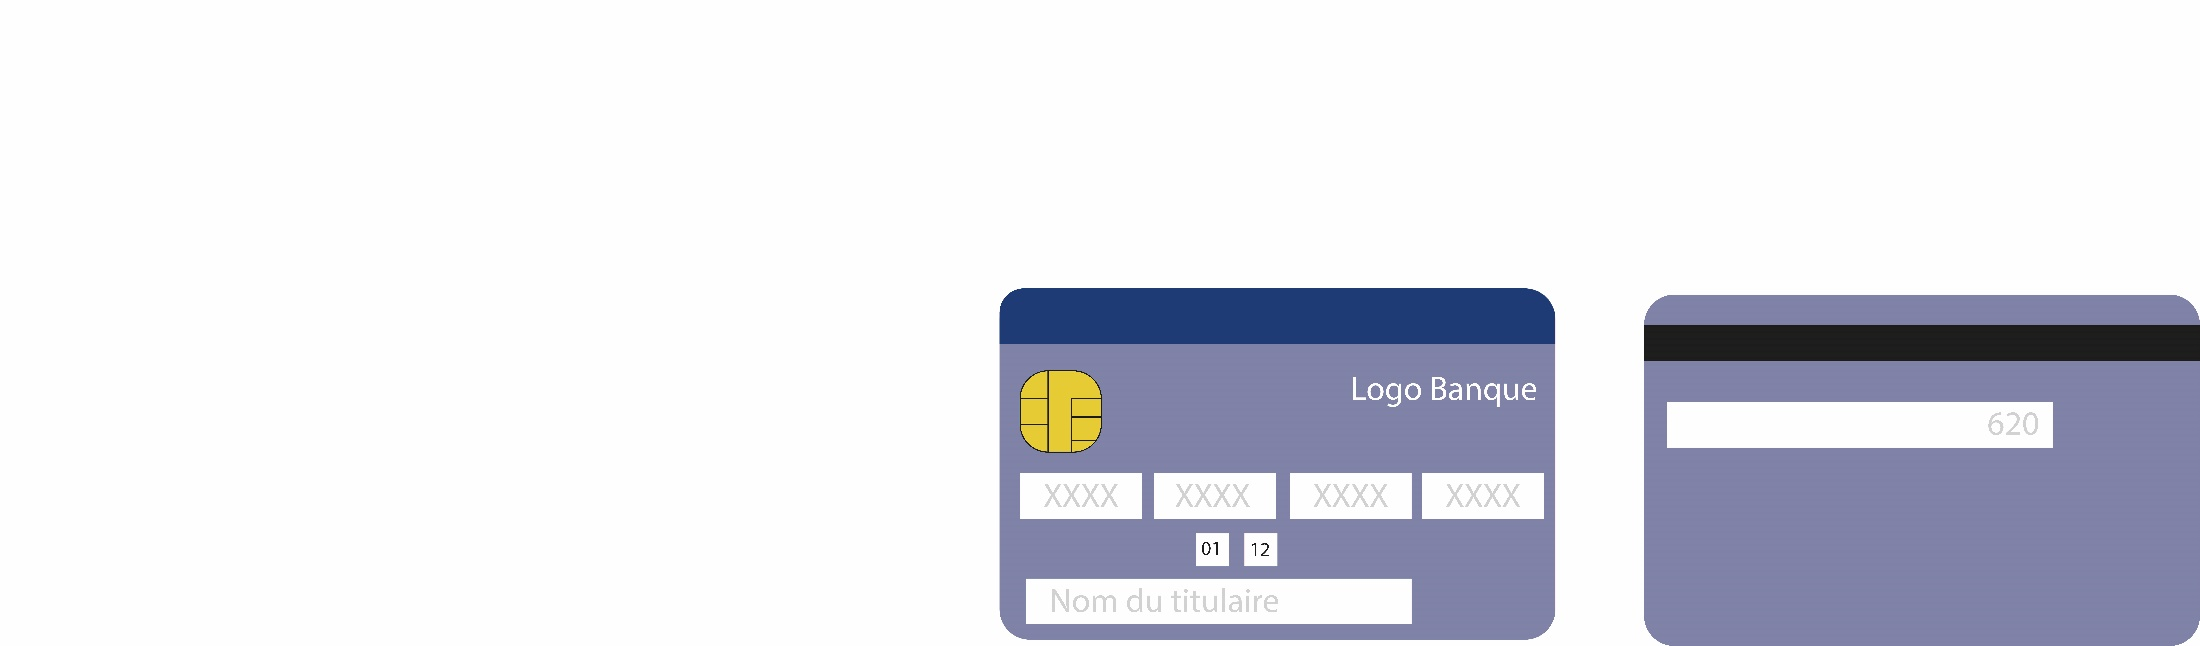 Logo Banque
XXXX XXXX XXXX XXXX
01 12
Nom du titulaire
620